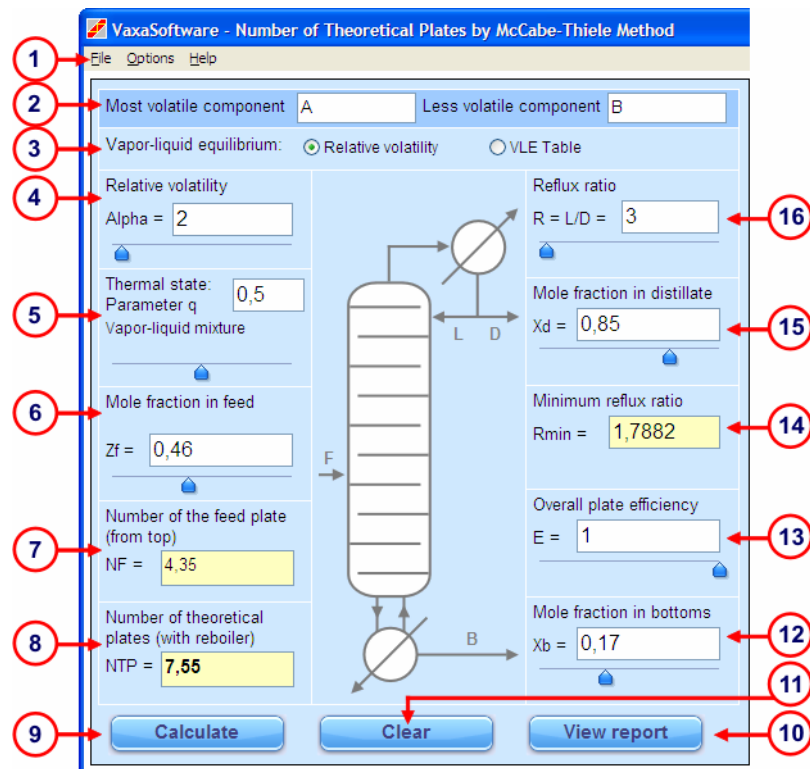 VaxaSoftware - Number of Theoretical Plates by McCabe-Thiele Method
1
File Options Help
2
Most volatile component A Less volatile component B
3
Vapor-liquid equilibrium: Relative volatility VLE Table
4
Relative volatility
Alpha = 2
5
Thermal state:
Parameter q 0,5
Vapor-liquid mixture
6
Mole fraction in feed
Zf = 0,46
7
Number of the feed plate
(from top)
NF = 4,35
8
Number of theoretical
plates (with reboiler)
NTP = 7,55
L D
F
B
Reflux ratio
R = L/D = 3
16
Mole fraction in distillate
Xd = 0,85
15
Minimum reflux ratio
Rmin = 1,7882
14
Overall plate efficiency
E = 1
13
Mole fraction in bottoms
Xb = 0,17
12
11
9
Calculate Clear View report
10